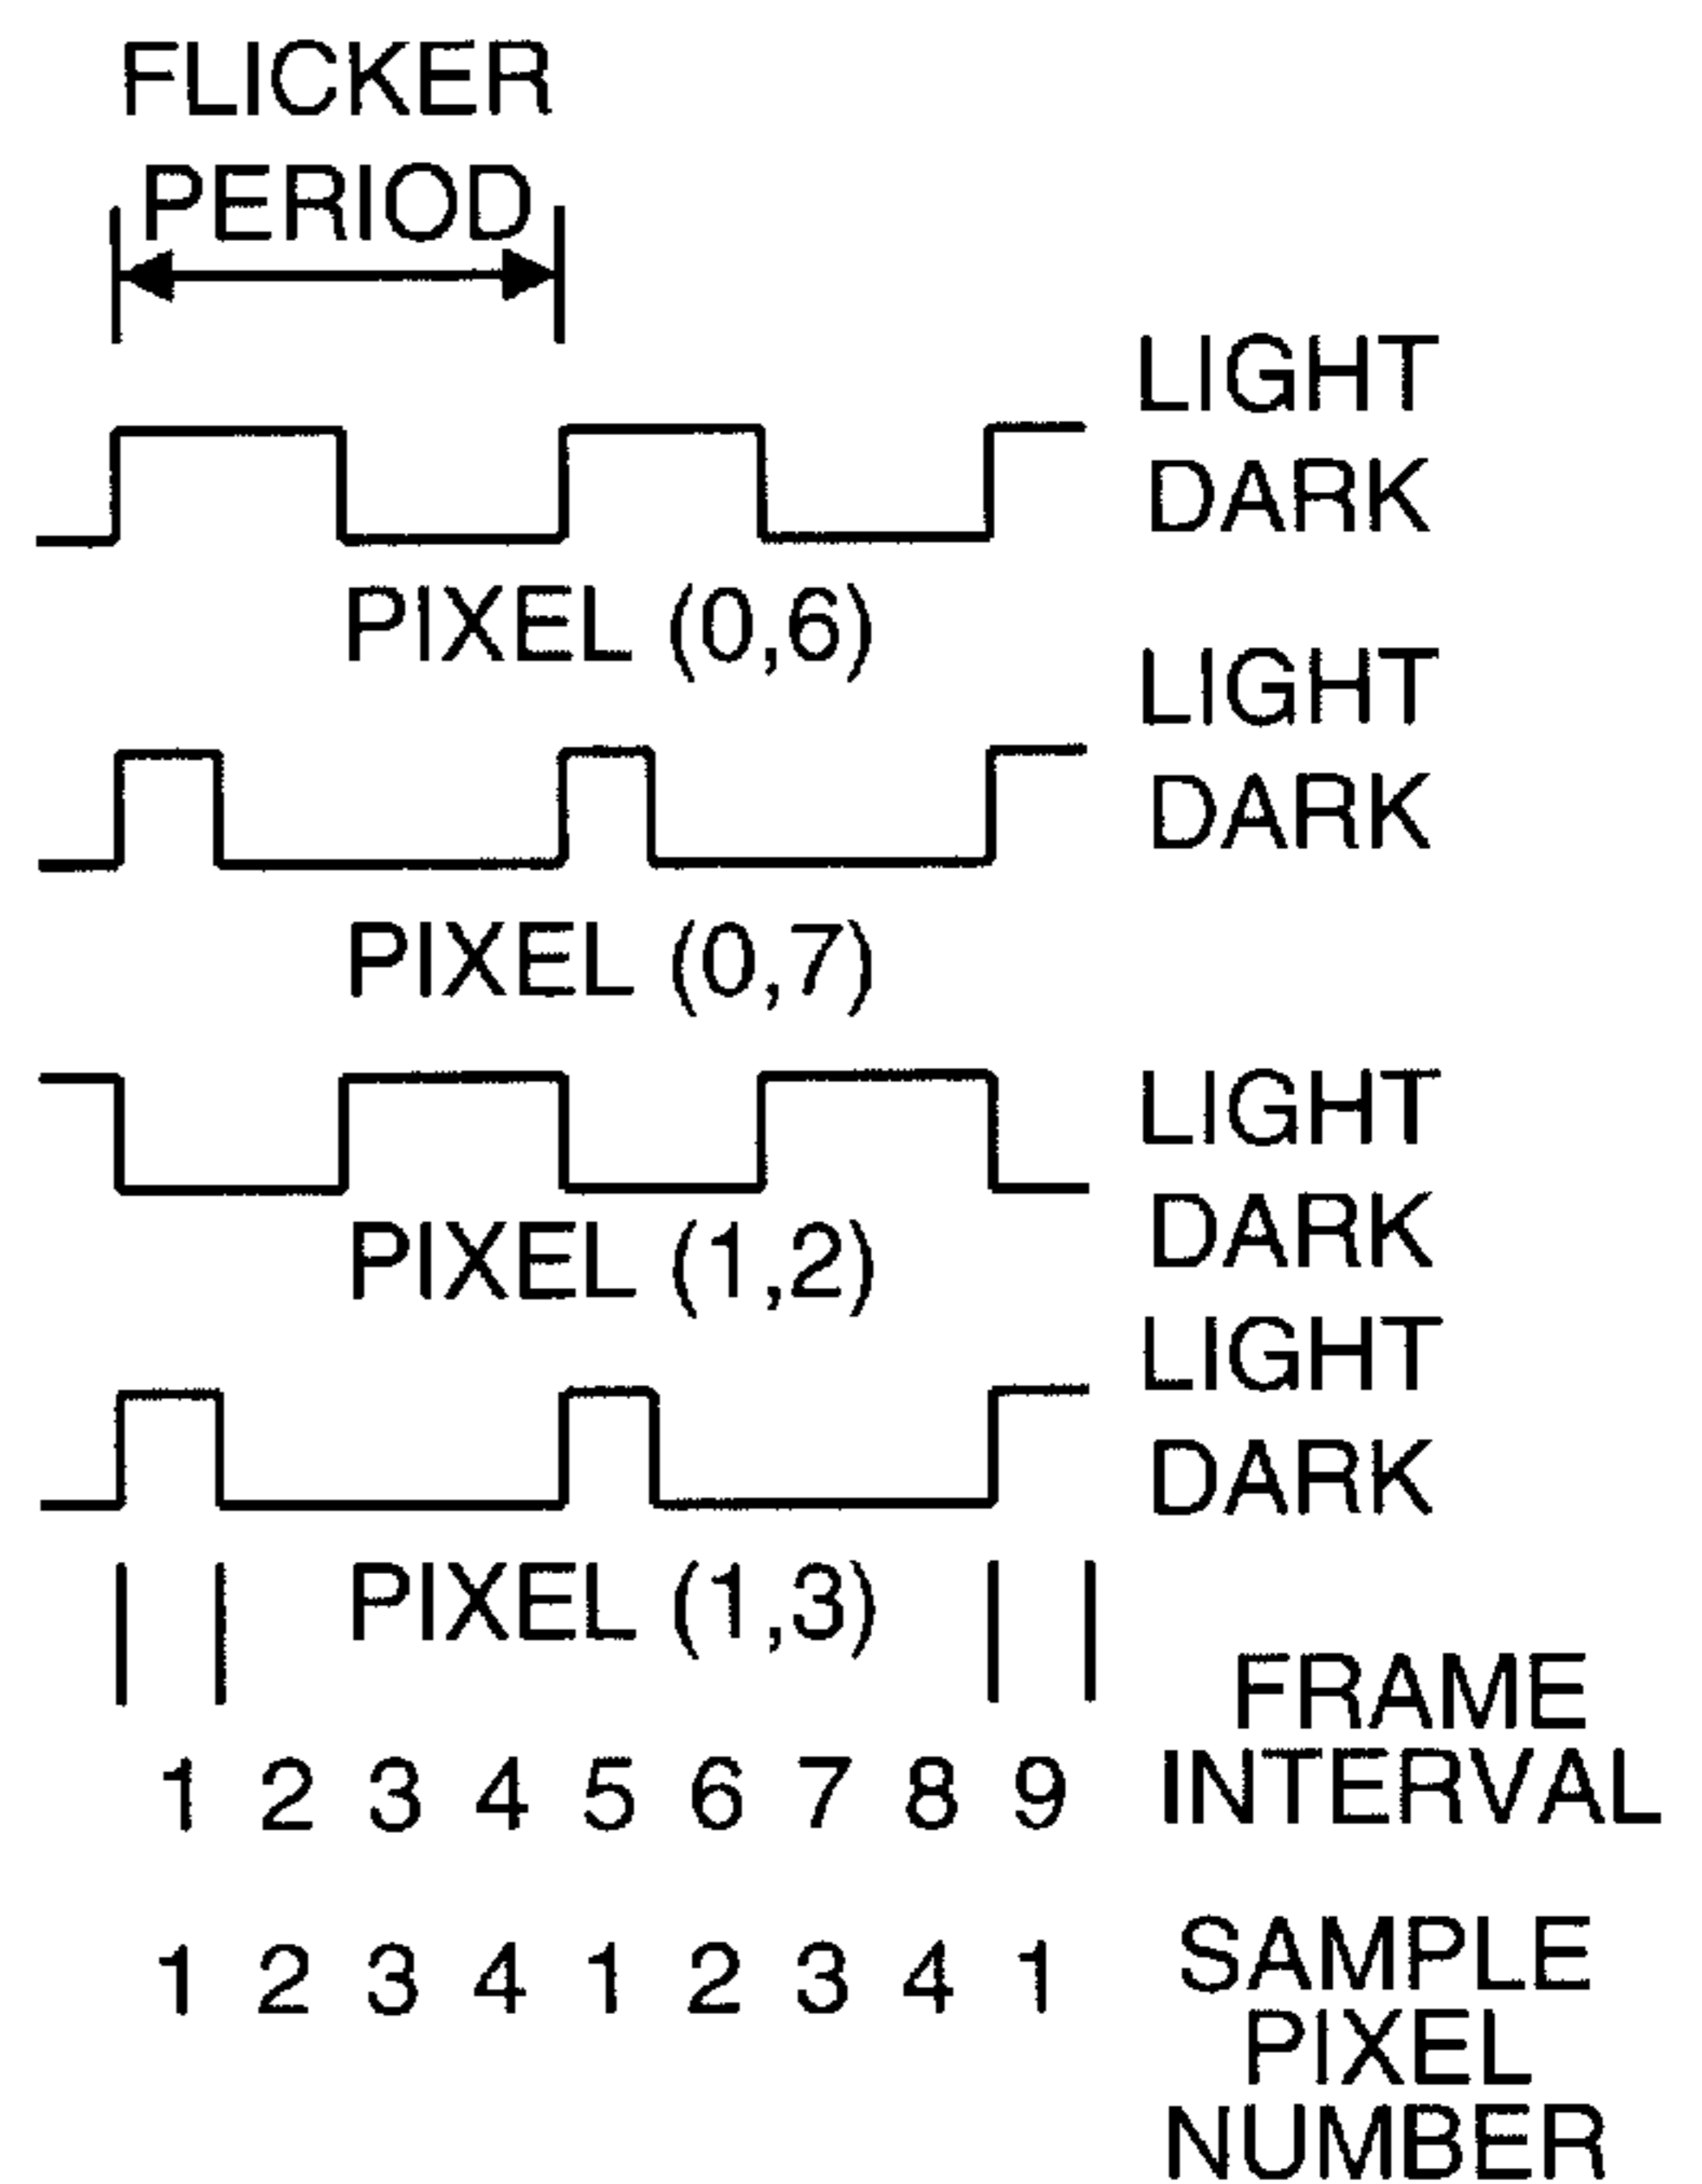 FLICKER
PERIOD
LIGHT
DARK
PIXEL (0,6)
LIGHT
DARK
PIXEL (0,7)
LIGHT
DARK
PIXEL (1,2)
LIGHT
DARK
PIXEL (1,3)
FRAME
INTERVAL
1 2 3 4 5 6 7 8 9
1 2 3 4 1 2 3 4 1
SAMPLE
PIXEL
NUMBER